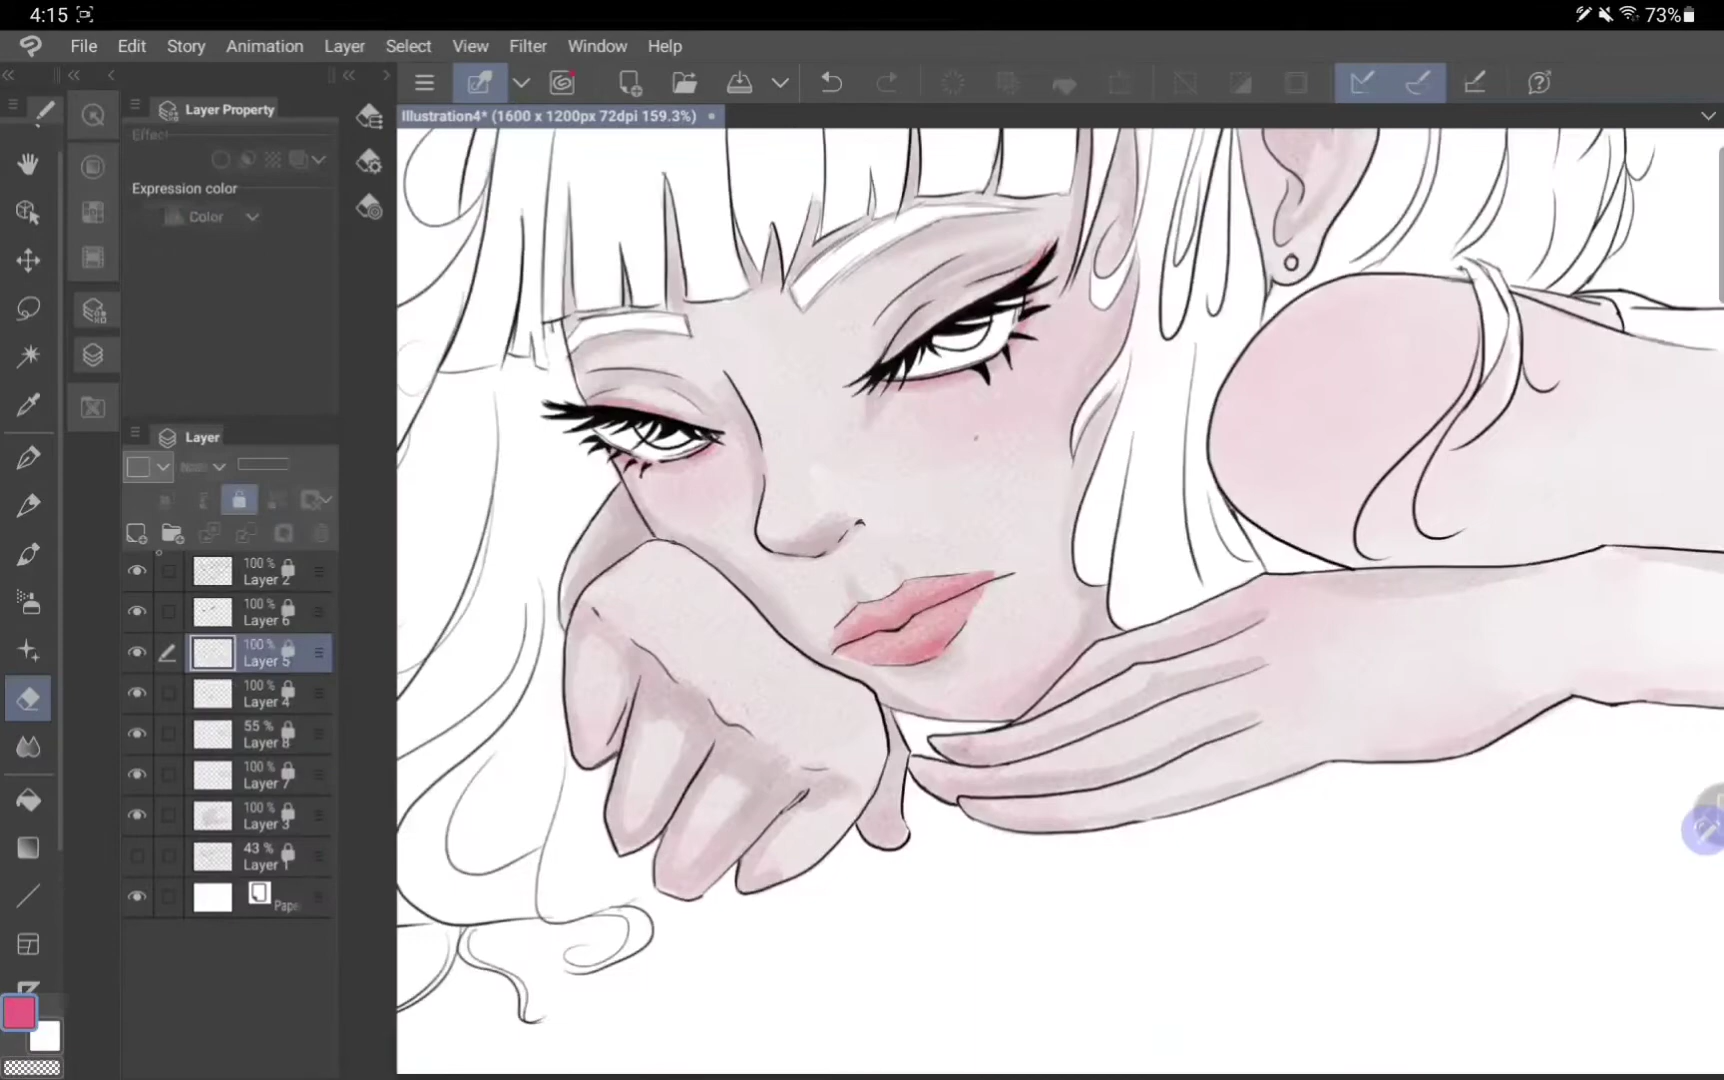 4:15
73%
File Edit Story Animation Layer Select View Filter Window Help
Layer Property
Illustration4* (1600 x 1200px 72dpi 159.3%)
Effect
Expression color
Color
Layer
100 %
Layer 2
100 %
Layer 6
100 %
Layer 5
100 %
Layer 4
55 %
Layer 8
100 %
Layer 7
100 %
Layer 3
43 %
Layer 1
Pape